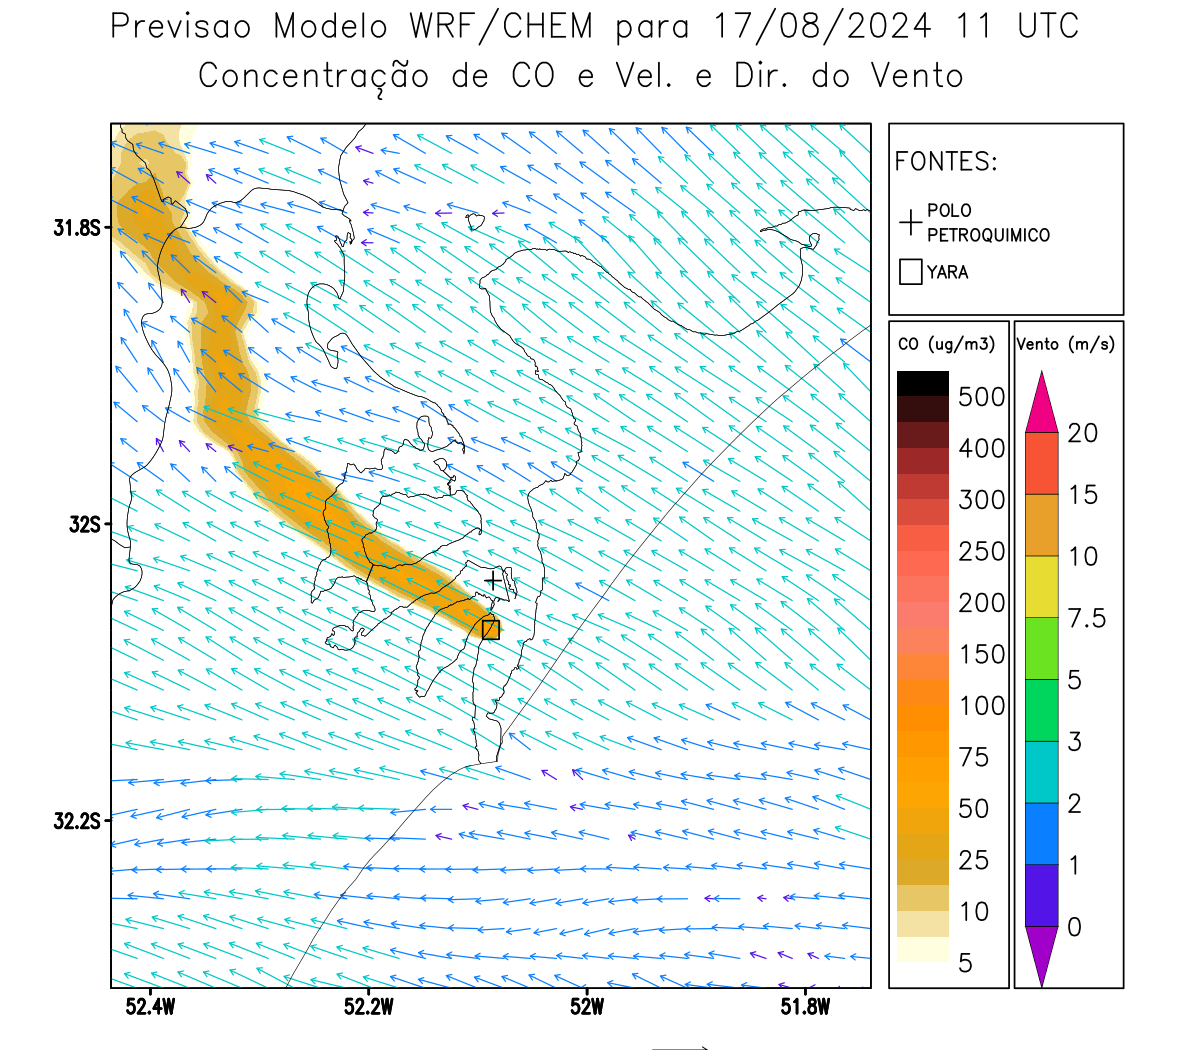 Previsao Modelo WRF/CHEM para 17/08/2024 11 UTC
Concentração de CO e Vel. e Dir. do Vento
FONTES:
POLO
PETROQUIMICO
YARA
CO (ug/m3)
500
400
300
250
200
150
100
75
50
25
10
5
Vento (m/s)
20
15
10
7.5
5
3
2
1
0
31.8S
32S
32.2S
52.4W 52.2W 52W 51.8W